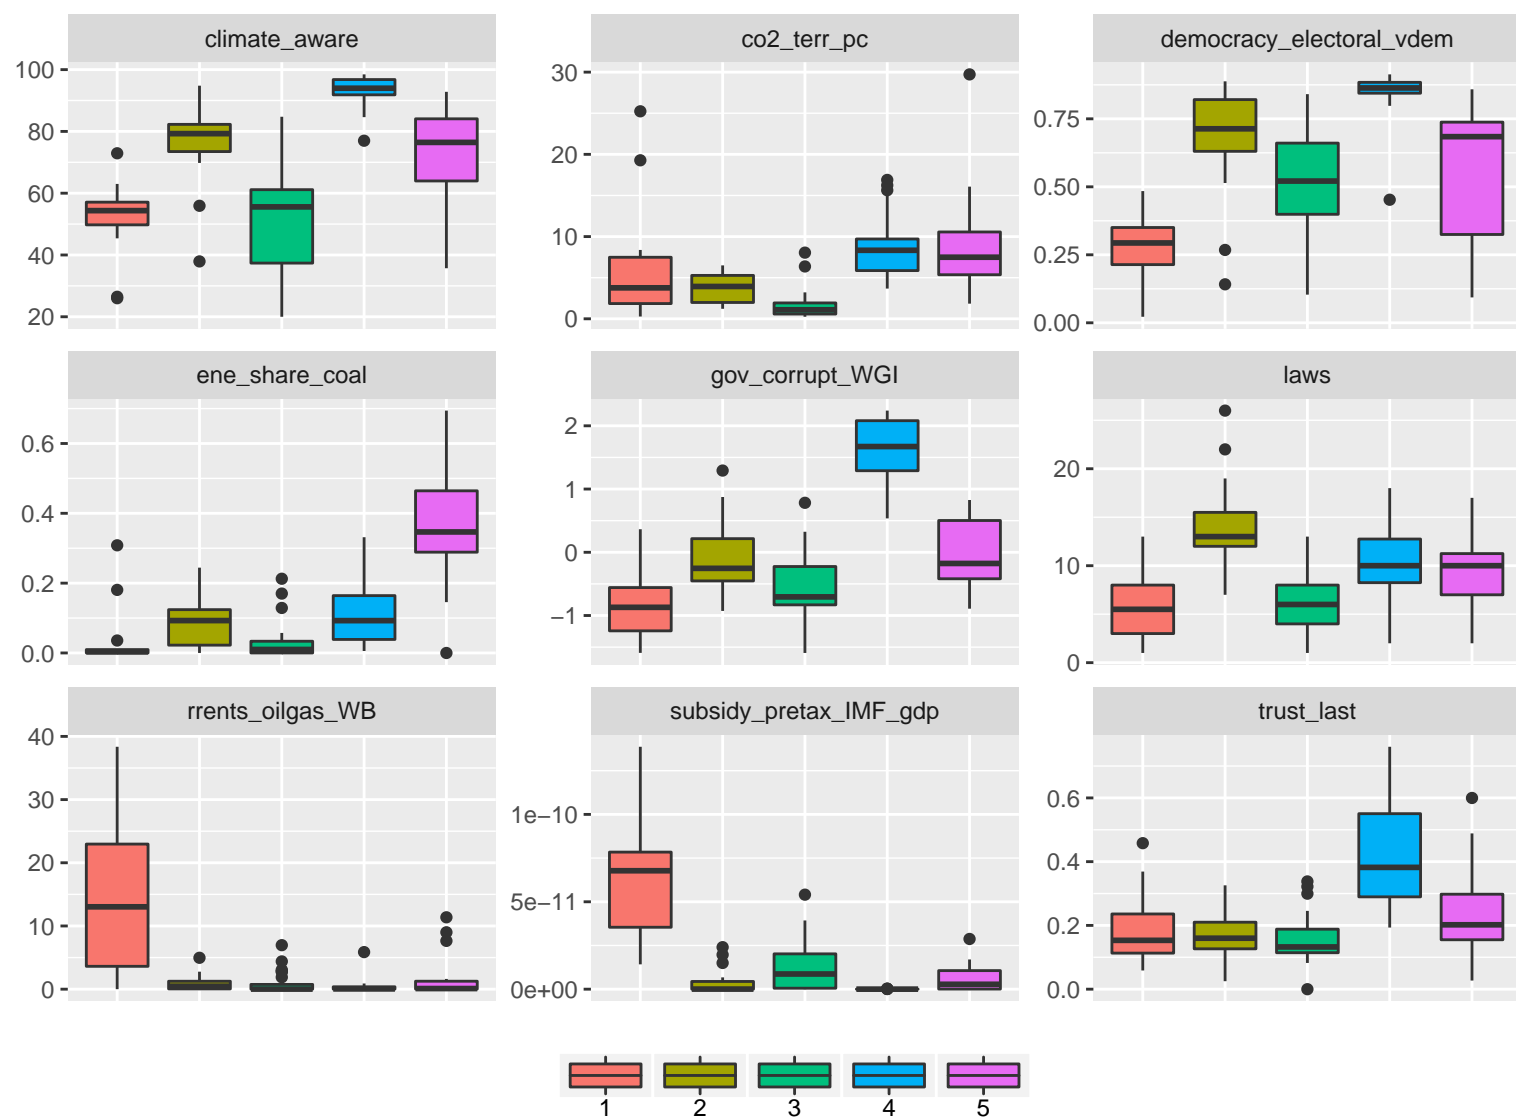 climate_aware
co2_terr_pc
democracy_electoral_vdem
100
80
60
40
20
30
20
10
0
0.75
0.50
0.25
0.00
ene_share_coal
gov_corrupt_WGI
laws
0.6
0.4
0.2
0.0
2
1
0
−1
20
10
0
rrents_oilgas_WB
subsidy_pretax_IMF_gdp
trust_last
40
30
20
10
0
1e−10
5e−11
0e+00
0.6
0.4
0.2
0.0
1 2 3 4 5